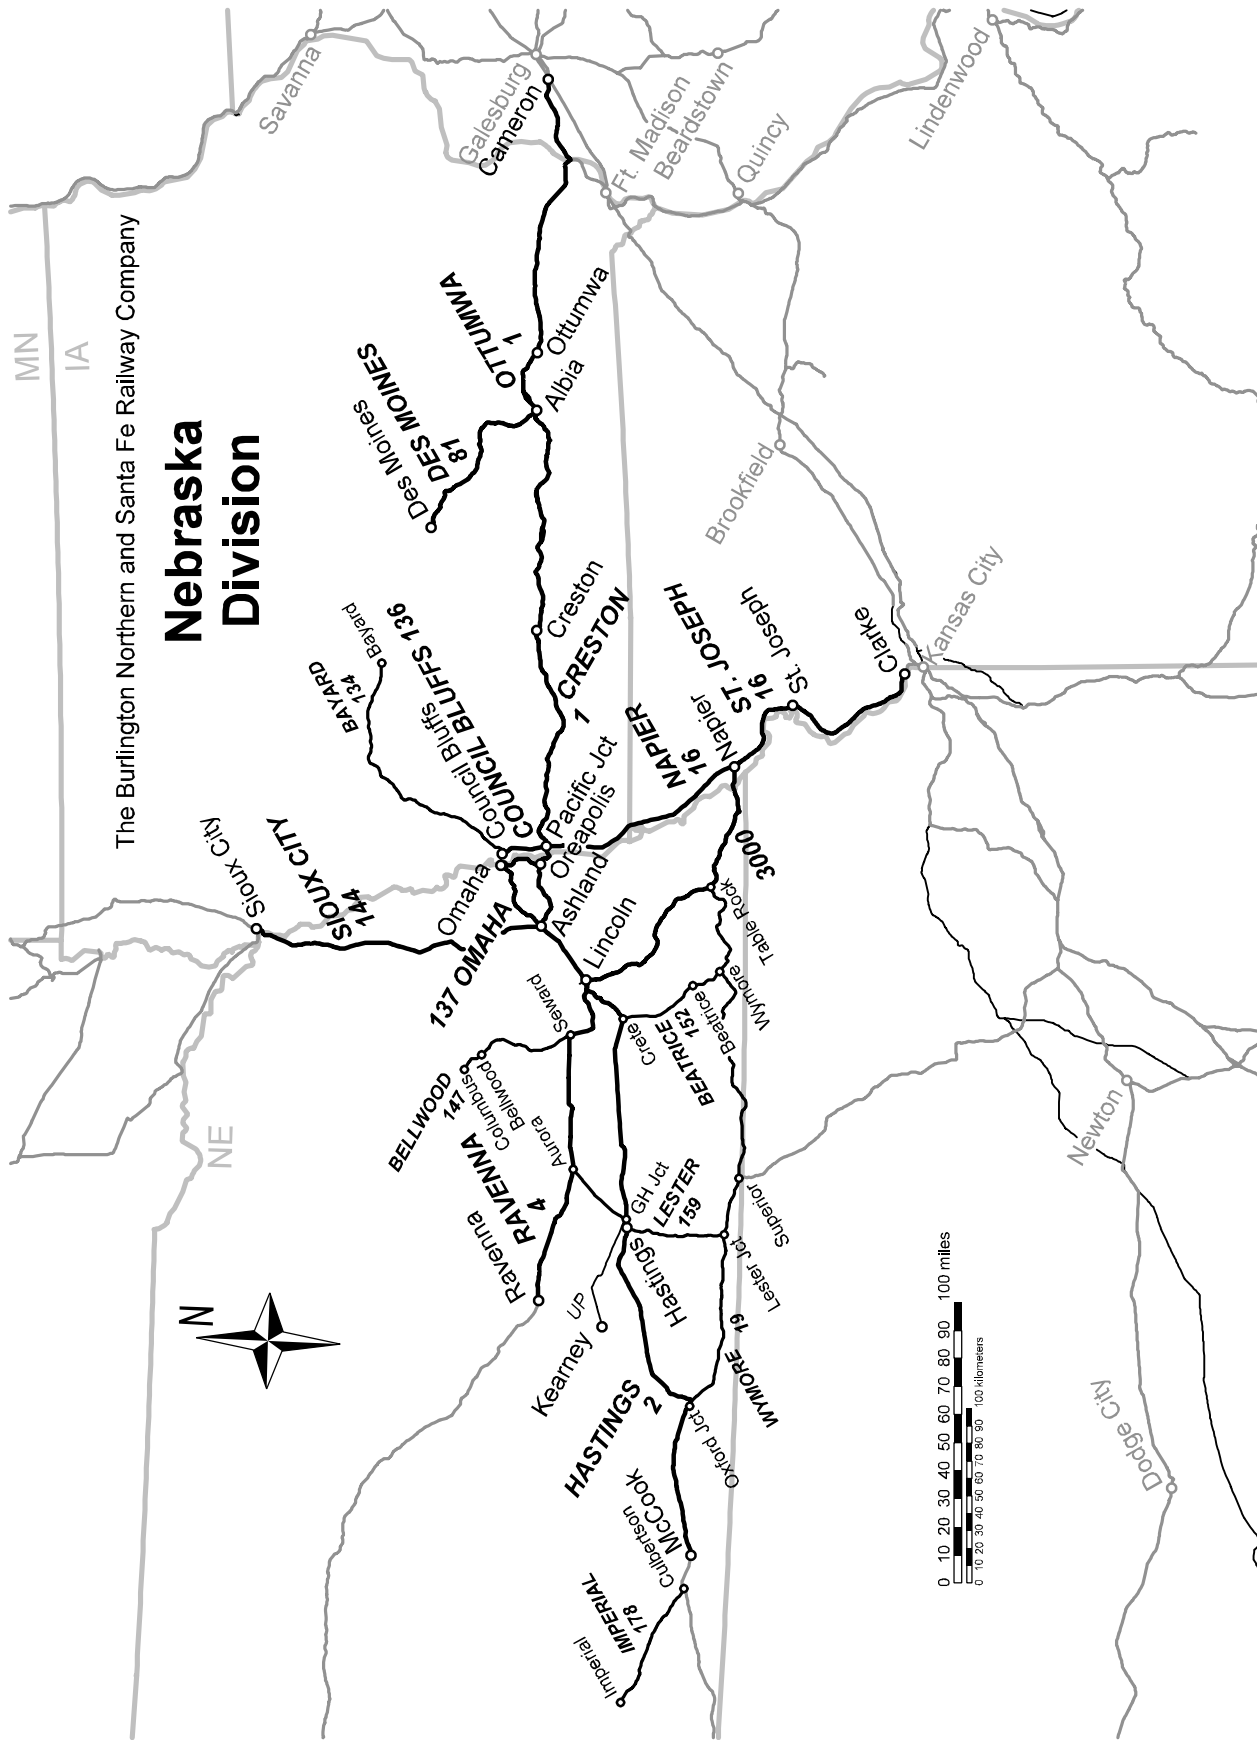 The Burlington Northern and Santa Fe Railway Company
Nebraska
Division
MN
IA
NE
N
Savanna
Galesburg
Cameron
Ft. Madison
Beardstown
Quincy
Lindenwood
OTTUMWA
1
Ottumwa
Albia
DES MOINES
81
Des Moines
Brookfield
Creston
CRESTON
1
Bayard
BAYARD
134
COUNCIL BLUFFS 136
Council Bluffs
Pacific Jct
Oreapolis
Omaha
Ashland
137 OMAHA
Sioux City
SIOUX CITY
144
ST. JOSEPH
16
St. Joseph
Napier
NAPIER
16
Clarke
Kansas City
3000
Table Rock
Wymore
Beatrice
BEATRICE
152
Lincoln
Crete
Seward
Bellwood
Columbus
BELLWOOD
147
Aurora
RAVENNA
4
Ravenna
GH Jct
LESTER
159
Hastings
Superior
Lester Jct
UP
Kearney
HASTINGS
2
WYMORE 19
Oxford Jct
McCook
Culbertson
IMPERIAL
178
Imperial
Newton
Dodge City
0 10 20 30 40 50 60 70 80 90 100 miles
0 10 20 30 40 50 60 70 80 90 100 kilometers